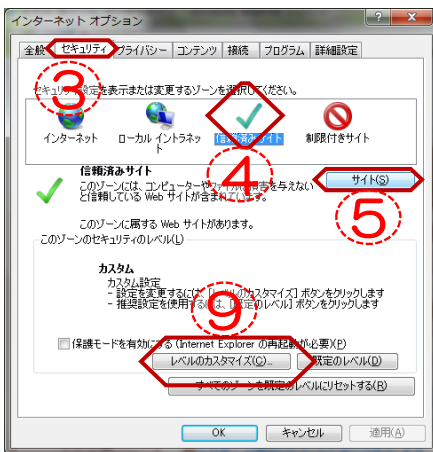 インターネット オプション
全般 セキュリティ プライバシー コンテンツ 接続 プログラム 詳細設定
③
セキュリティ設定を表示または変更するゾーンを選択してください。
インターネット ローカル イントラネット 信頼済みサイト 制限付きサイト
④
信頼済みサイト
このゾーンには、コンピューターやファイルに損害を与えない
と信頼している Web サイトが含まれています。
サイト(S)
⑤
このゾーンに属する Web サイトがあります。
このゾーンのセキュリティのレベル(L)
カスタム
カスタム設定
- 設定を変更するには、[レベルのカスタマイズ] ボタンをクリックします
- 推奨設定を使用するには、[既定のレベル] ボタンをクリックします
⑨
保護モードを有効にする (Internet Explorer の再起動が必要)(P)
レベルのカスタマイズ(C)... 既定のレベル(D)
すべてのゾーンを既定のレベルにリセットする(R)
OK キャンセル 適用(A)